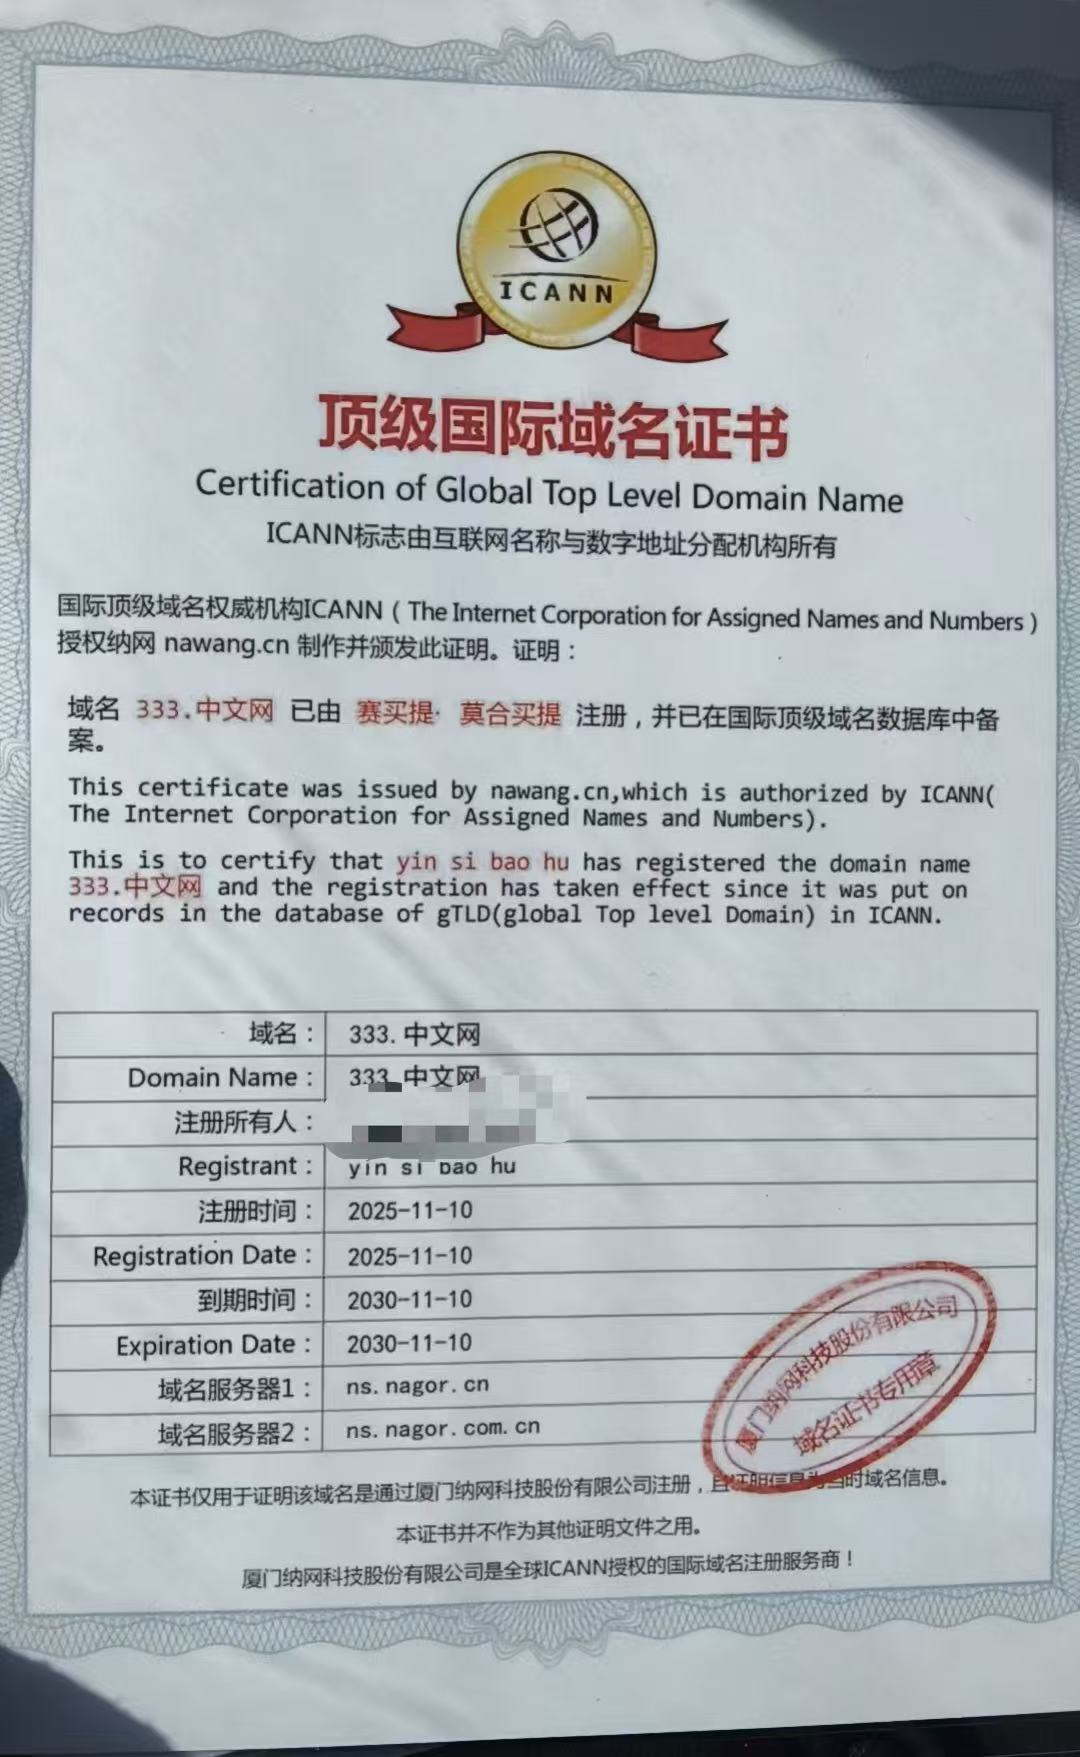 ICANN
顶级国际域名证书
Certification of Global Top Level Domain Name
ICANN标志由互联网名称与数字地址分配机构所有
国际顶级域名权威机构ICANN（The Internet Corporation for Assigned Names and Numbers）
授权纳网 nawang.cn 制作并颁发此证明。证明：
域名 333.中文网 已由 赛买提· 莫合买提 注册，并已在国际顶级域名数据库中备
案。
This certificate was issued by nawang.cn,which is authorized by ICANN(
The Internet Corporation for Assigned Names and Numbers).
This is to certify that yin si bao hu has registered the domain name
333.中文网 and the registration has taken effect since it was put on
records in the database of gTLD(global Top level Domain) in ICANN.
域名： 333.中文网
Domain Name： 333.中文网
注册所有人：
Registrant： yin si bao hu
注册时间： 2025-11-10
Registration Date： 2025-11-10
到期时间： 2030-11-10
Expiration Date： 2030-11-10
域名服务器1： ns.nagor.cn
域名服务器2： ns.nagor.com.cn
厦门纳网科技股份有限公司
域名证书专用章
本证书仅用于证明该域名是通过厦门纳网科技股份有限公司注册，且证明信息为当时域名信息。
本证书并不作为其他证明文件之用。
厦门纳网科技股份有限公司是全球ICANN授权的国际域名注册服务商！